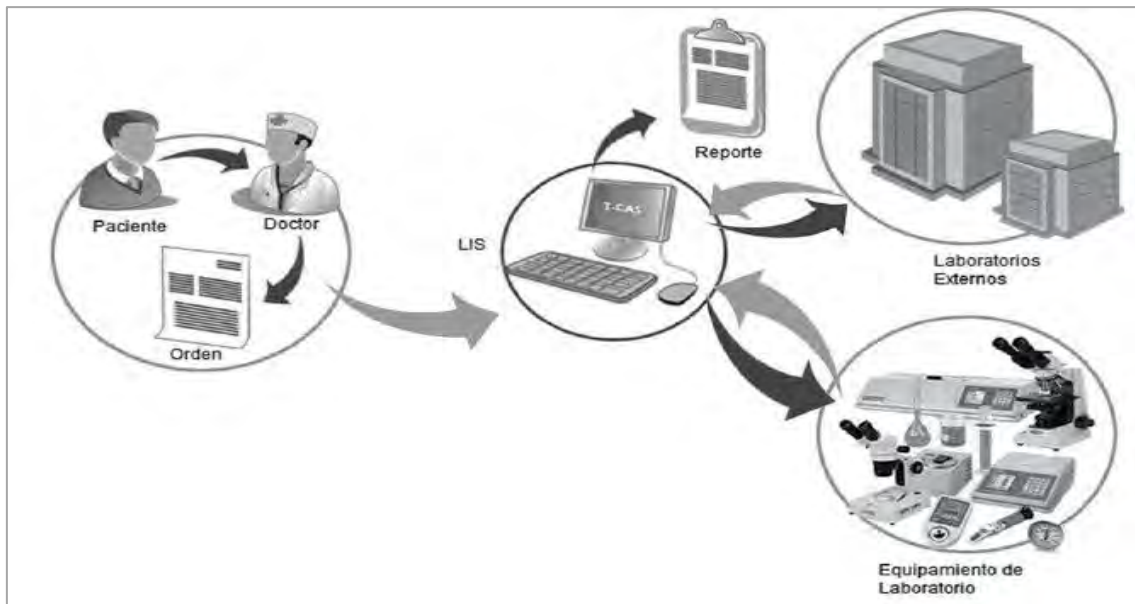 Paciente
Doctor
Orden
LIS
T-CAS
Reporte
Laboratorios
Externos
Equipamiento de
Laboratorio